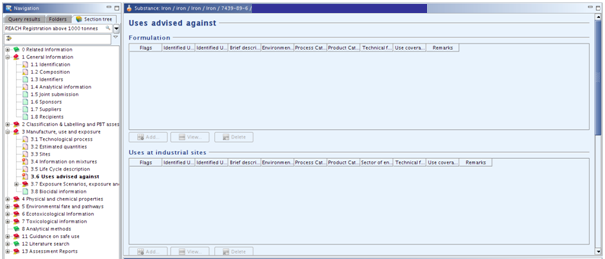 Navigation
Query results Folders Section tree
REACH Registration above 1000 tonnes
0 Related Information
1 General Information
1.1 Identification
1.2 Composition
1.3 Identifiers
1.4 Analytical information
1.5 Joint submission
1.6 Sponsors
1.7 Suppliers
1.8 Recipients
2 Classification & Labelling and PBT asses
3 Manufacture, use and exposure
3.1 Technological process
3.2 Estimated quantities
3.3 Sites
3.4 Information on mixtures
3.5 Life Cycle description
3.6 Uses advised against
3.7 Exposure Scenarios, exposure an
3.8 Biocidal information
4 Physical and chemical properties
5 Environmental fate and pathways
6 Ecotoxicological Information
7 Toxicological information
8 Analytical methods
11 Guidance on safe use
12 Literature search
13 Assessment Reports
Substance: Iron / iron / Iron / 7439-89-6 /
Uses advised against
Formulation
Flags Identified U... Identified U... Brief descri... Environmen... Process Cat... Product Cat... Technical f... Use covera... Remarks
Add... View... Delete
Uses at industrial sites
Flags Identified U... Identified U... Brief descri... Environmen... Process Cat... Product Cat... Sector of en... Technical f... Use covera... Remarks
Add... View... Delete